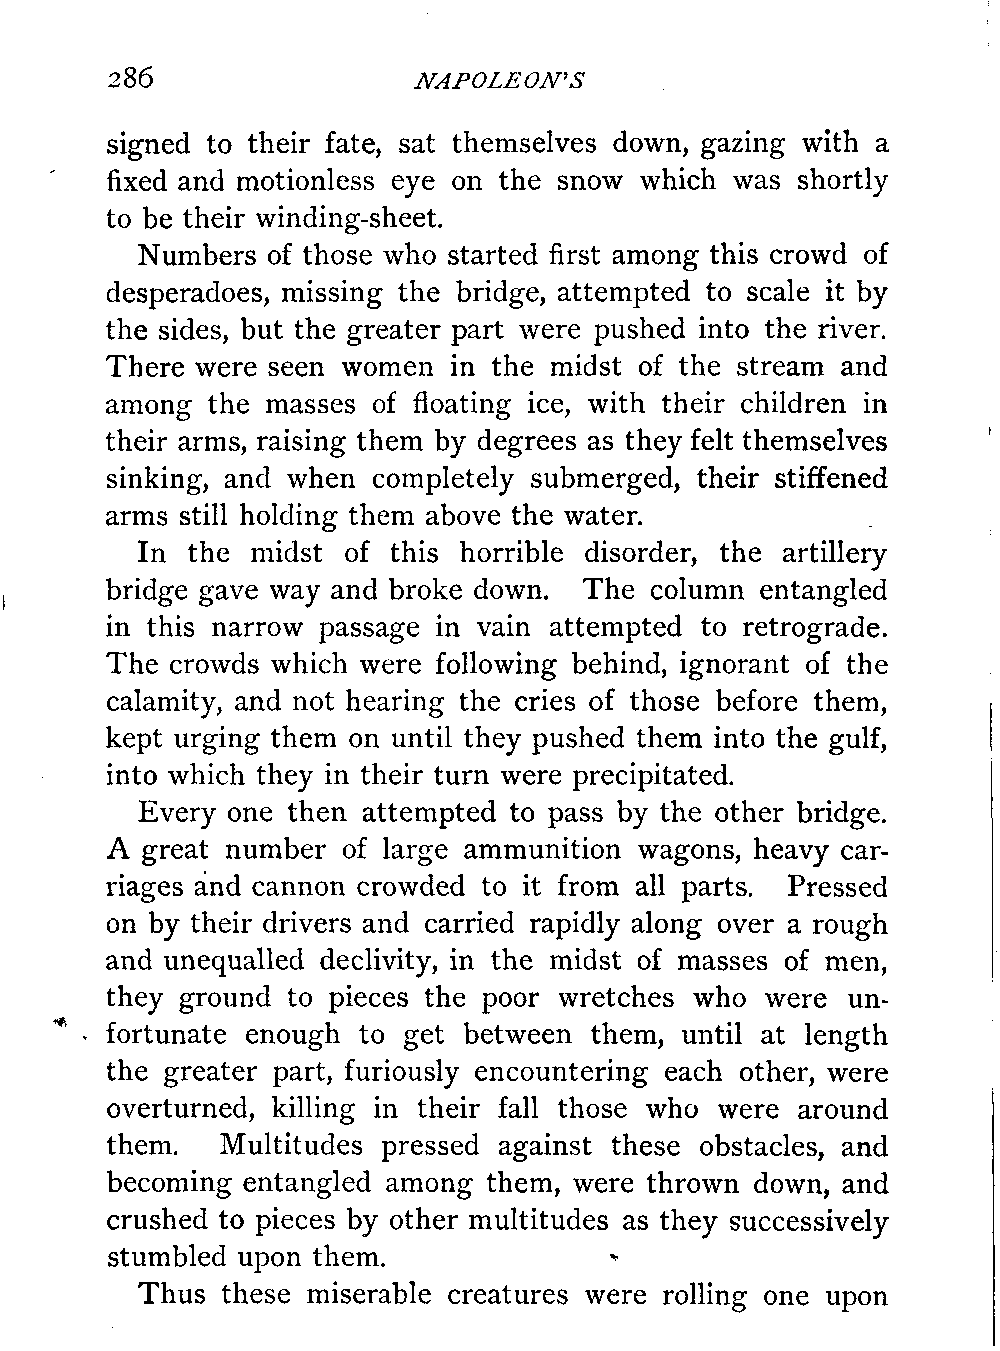 286 NAPOLEON'S
signed to their fate, sat themselves down, gazing with a
fixed and motionless eye on the snow which was shortly
to be their winding-sheet.
Numbers of those who started first among this crowd of
desperadoes, missing the bridge, attempted to scale it by
the sides, but the greater part were pushed into the river.
There were seen women in the midst of the stream and
among the masses of floating ice, with their children in
their arms, raising them by degrees as they felt themselves
sinking, and when completely submerged, their stiffened
arms still holding them above the water.
In the midst of this horrible disorder, the artillery
bridge gave way and broke down. The column entangled
in this narrow passage in vain attempted to retrograde.
The crowds which were following behind, ignorant of the
calamity, and not hearing the cries of those before them,
kept urging them on until they pushed them into the gulf,
into which they in their turn were precipitated.
Every one then attempted to pass by the other bridge.
A great number of large ammunition wagons, heavy car-
riages and cannon crowded to it from all parts. Pressed
on by their drivers and carried rapidly along over a rough
and unequalled declivity, in the midst of masses of men,
they ground to pieces the poor wretches who were un-
fortunate enough to get between them, until at length
the greater part, furiously encountering each other, were
overturned, killing in their fall those who were around
them. Multitudes pressed against these obstacles, and
becoming entangled among them, were thrown down, and
crushed to pieces by other multitudes as they successively
stumbled upon them.
Thus these miserable creatures were rolling one upon